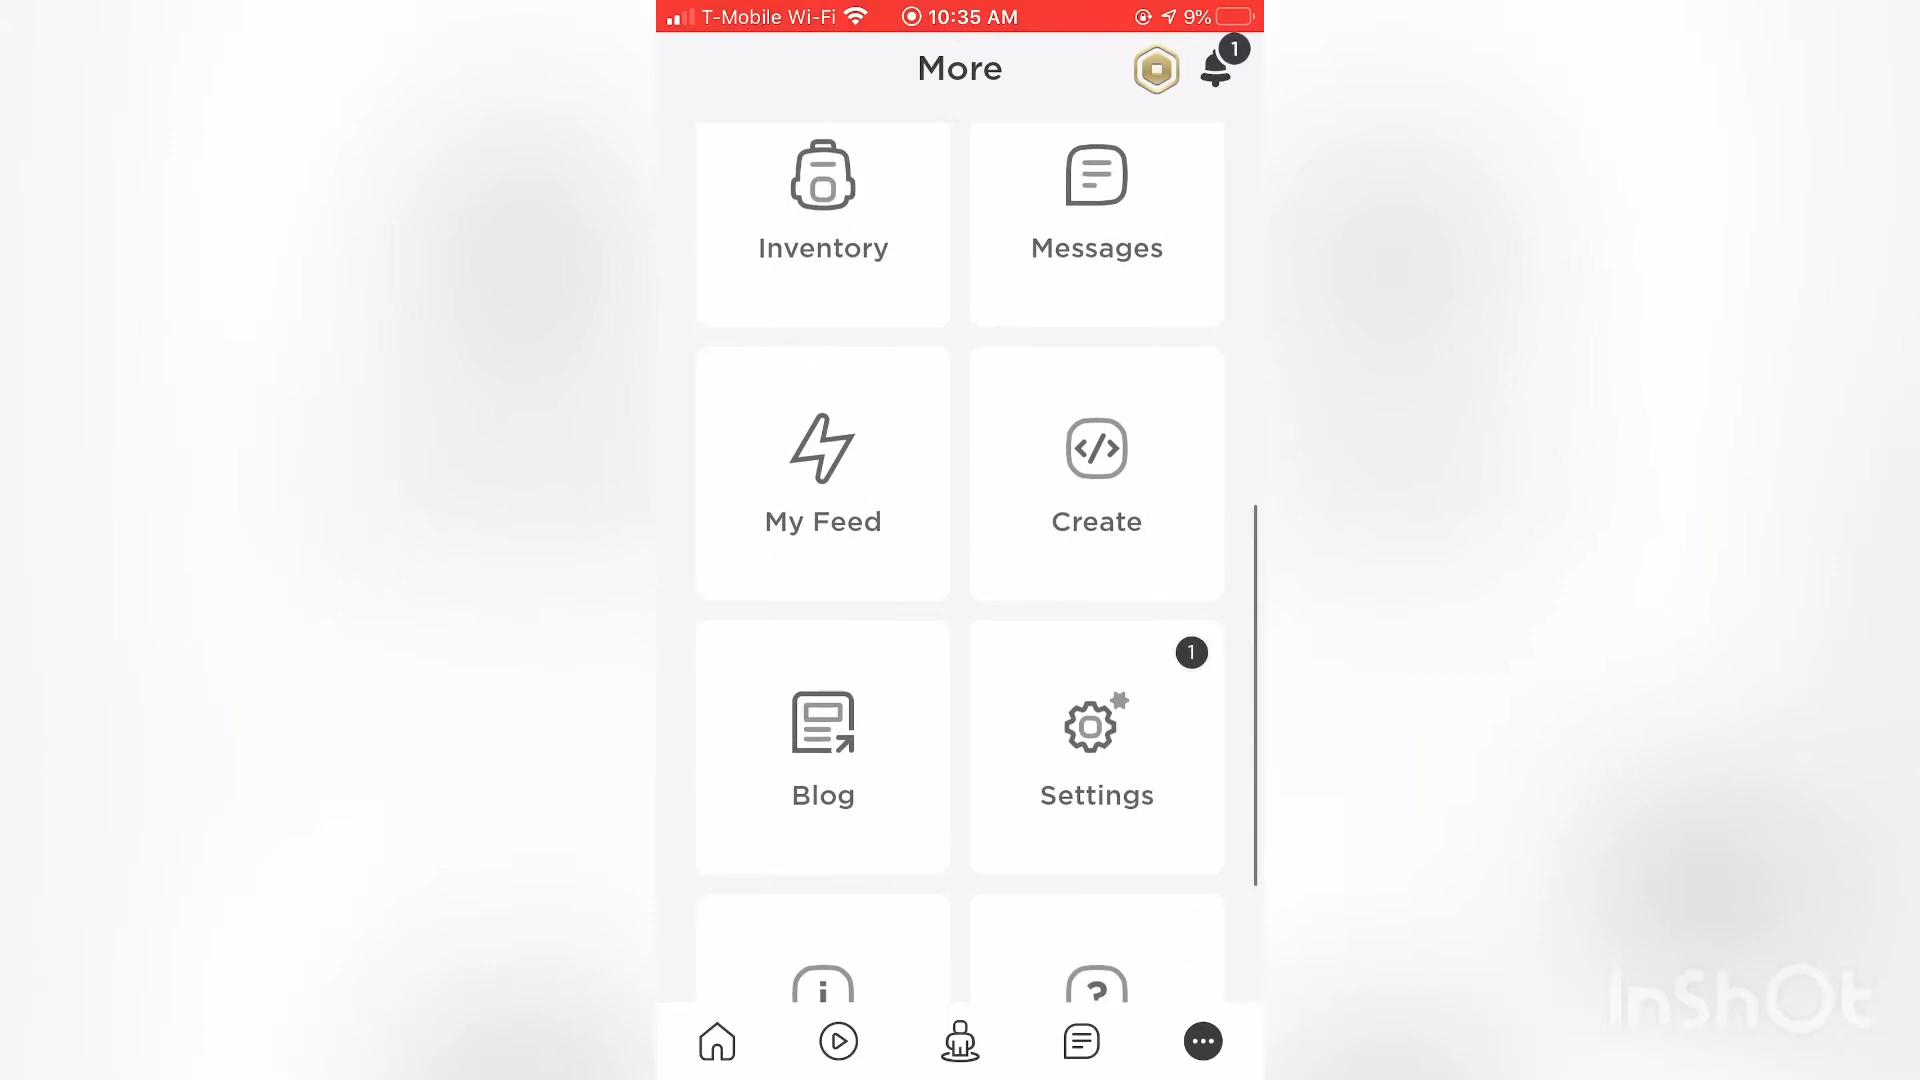 T-Mobile Wi-Fi 10:35 AM 9%
More
1
Inventory Messages
My Feed Create
1
Blog Settings
i ?
InShOt